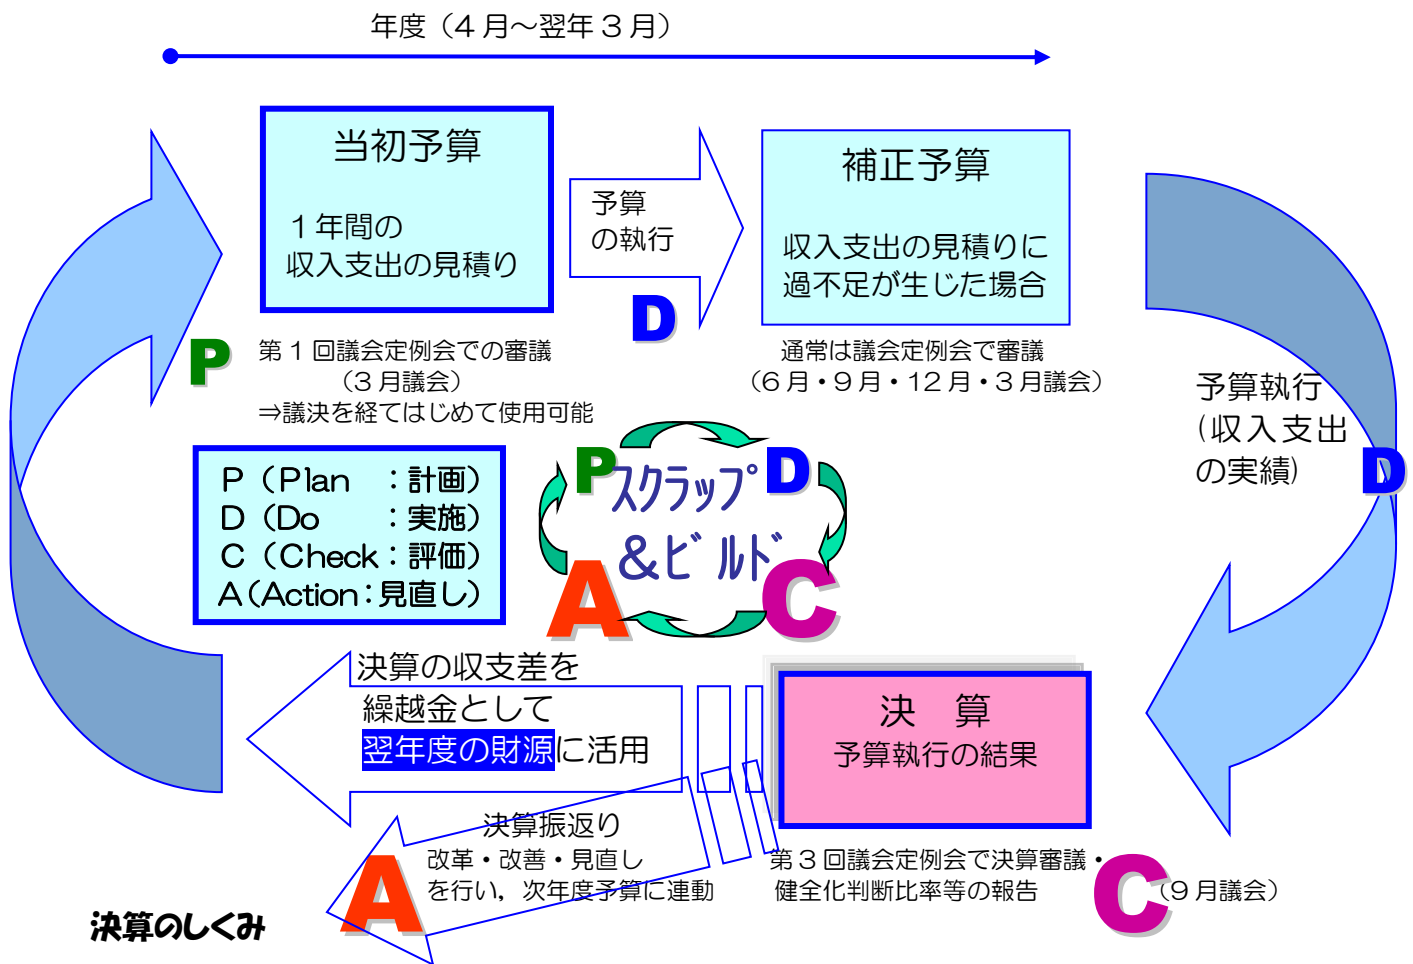 年度（4月～翌年3月）
当初予算
1年間の
収入支出の見積り
予算
の執行
D
補正予算
収入支出の見積りに
過不足が生じた場合
P
第1回議会定例会での審議
（3月議会）
⇒議決を経てはじめて使用可能
通常は議会定例会で審議
（6月・9月・12月・3月議会）
予算執行
（収入支出
の実績）
D
P（Plan　：計画）
D（Do　　：実施）
C（Check：評価）
A（Action：見直し）
P
スクラップ
D
＆ビルド
A
C
決算の収支差を
繰越金として
翌年度の財源に活用
決　算
予算執行の結果
決算振返り
改革・改善・見直し
を行い，次年度予算に連動
A
第3回議会定例会で決算審議・
健全化判断比率等の報告
C
（9月議会）
決算のしくみ